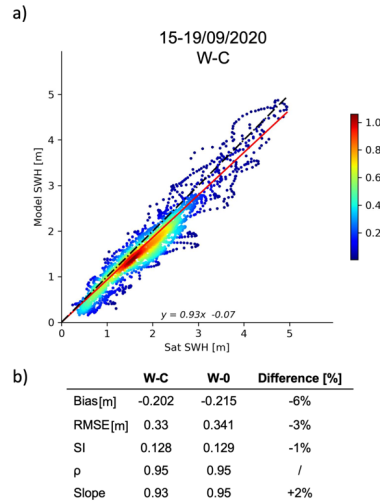 a)
15-19/09/2020
W-C
5
4
3
2
1
0
0 1 2 3 4 5
Model SWH [m]
Sat SWH [m]
y = 0.93x -0.07
1.0
0.8
0.6
0.4
0.2
b)
W-C W-0 Difference [%]
Bias[m] -0.202 -0.215 -6%
RMSE[m] 0.33 0.341 -3%
SI 0.128 0.129 -1%
ρ 0.95 0.95 /
Slope 0.93 0.95 +2%